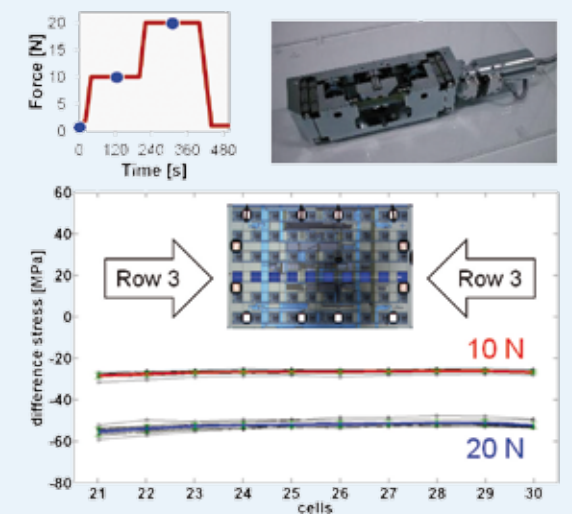 Force [N]
20
15
10
5
0
0 120 240 360 480
Time [s]
difference stress [MPa]
60
40
20
0
-20
-40
-60
-80
Row 3
Row 3
10 N
20 N
21 22 23 24 25 26 27 28 29 30
cells